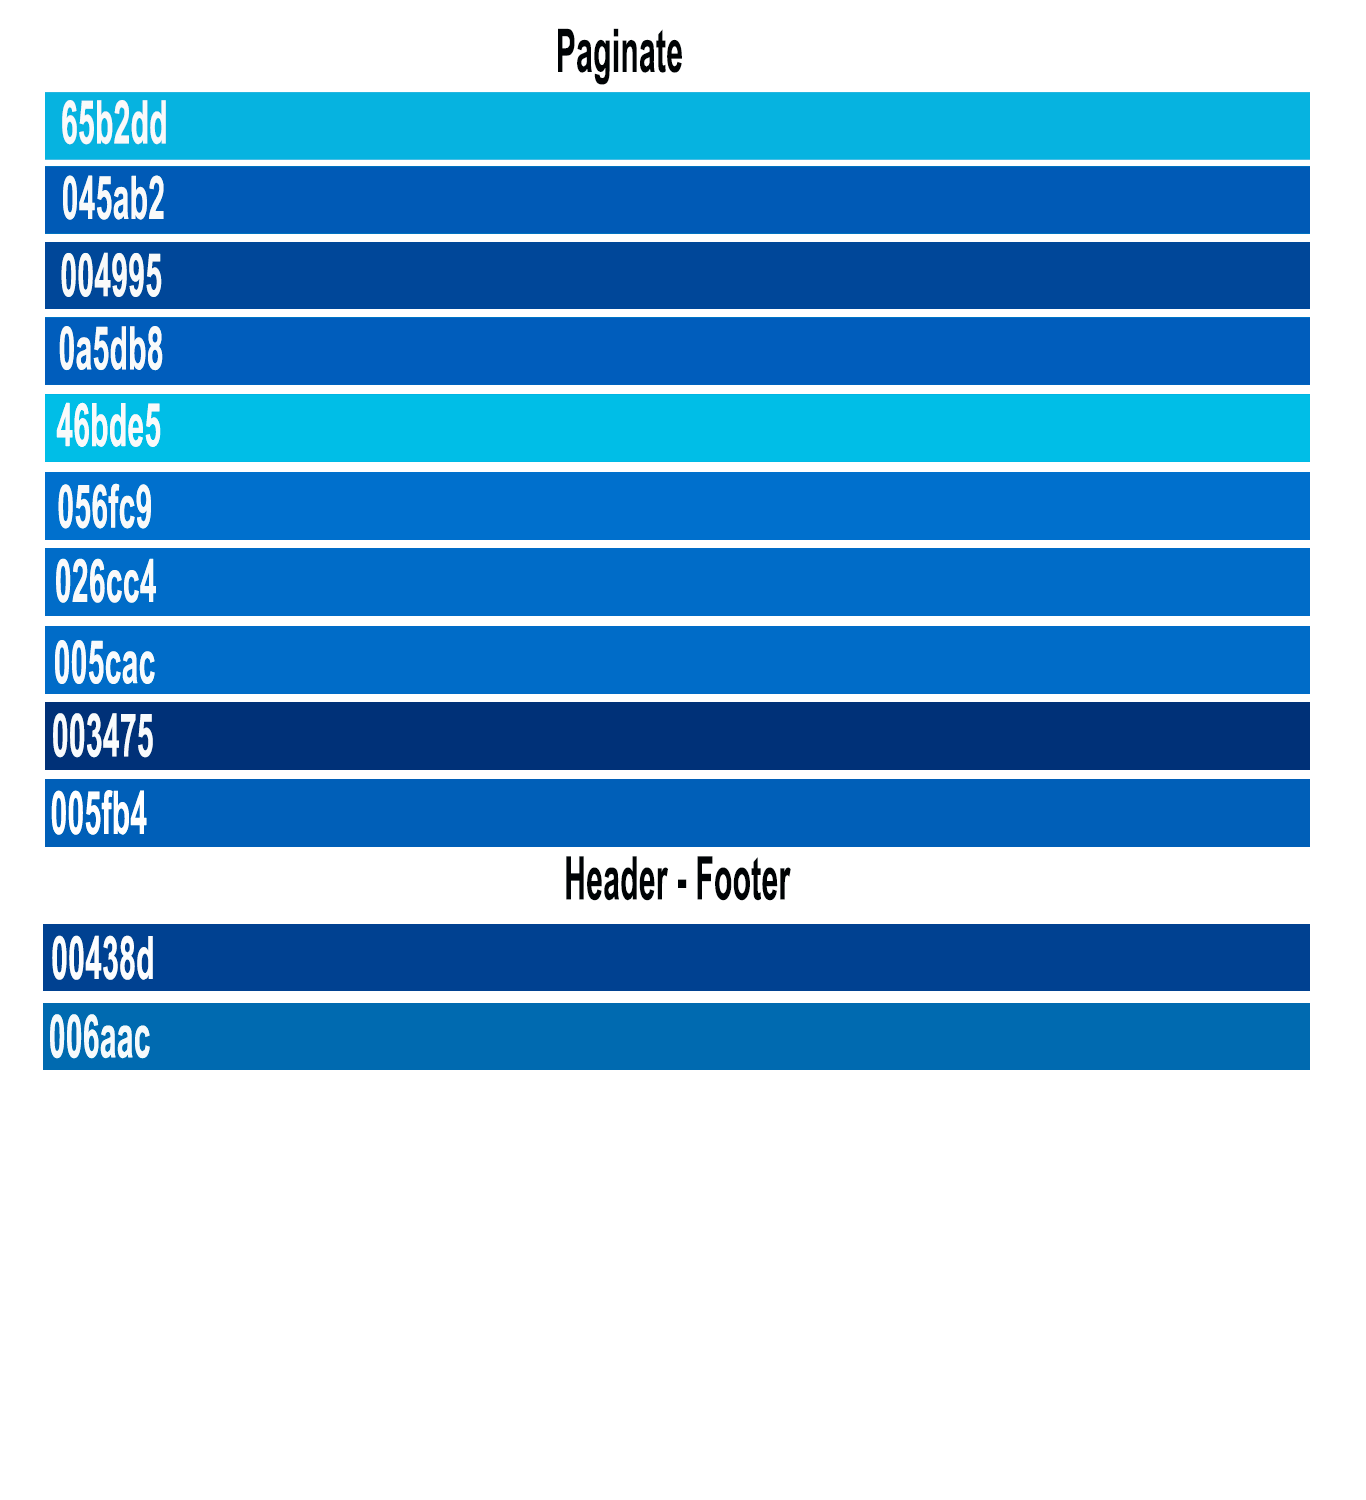 Paginate
65b2dd
045ab2
004995
0a5db8
46bde5
056fc9
026cc4
005cac
003475
005fb4
Header - Footer
00438d
006aac